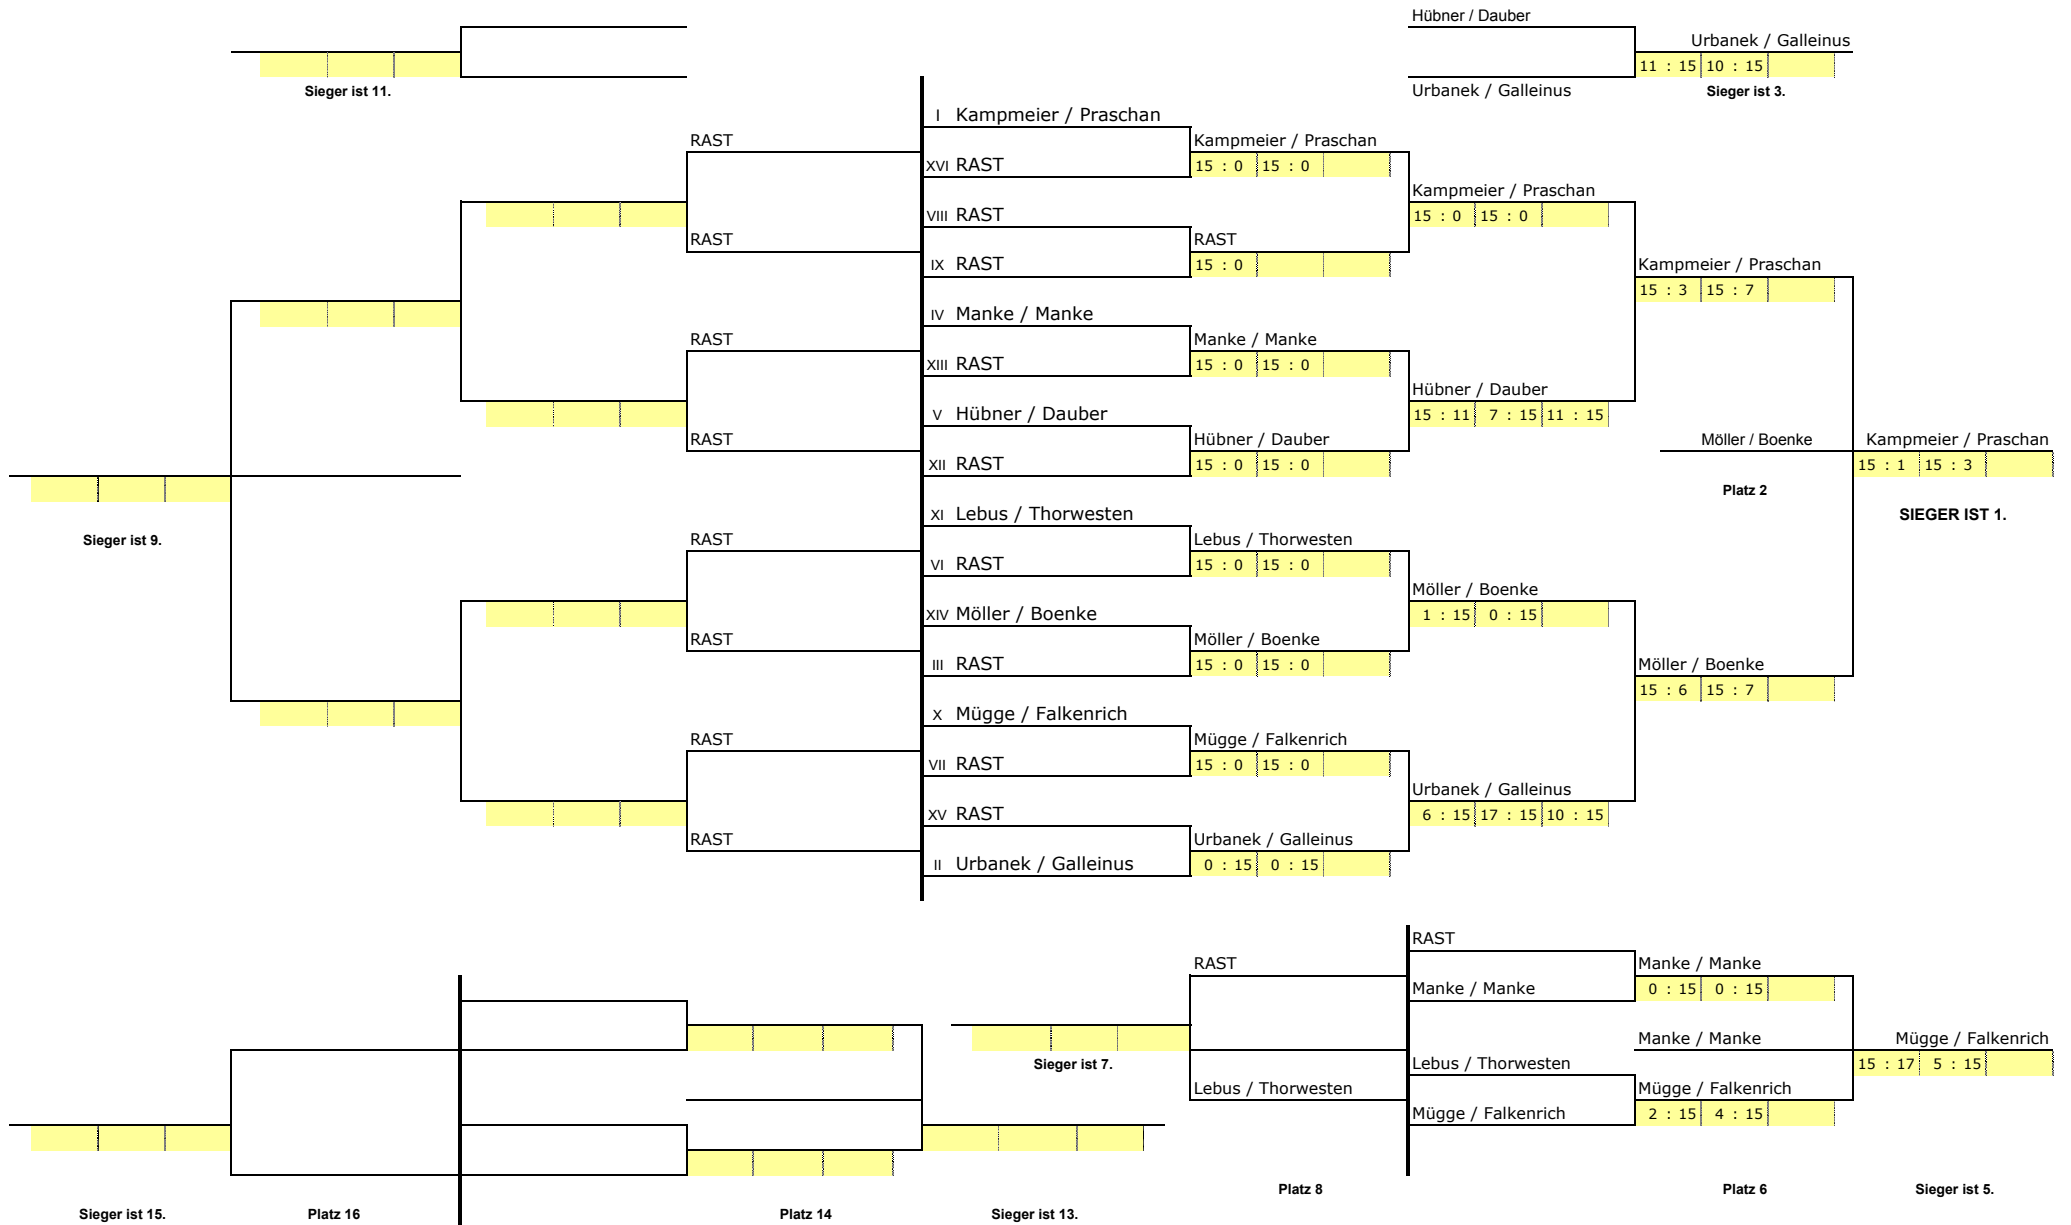 Hübner / Dauber
Urbanek / Galleinus
11 : 15 10 : 15
Sieger ist 11.
Urbanek / Galleinus
Sieger ist 3.
I Kampmeier / Praschan
RAST
Kampmeier / Praschan
XVI RAST
15 : 0 15 : 0
Kampmeier / Praschan
VIII RAST
15 : 0 15 : 0
RAST
RAST
IX RAST
15 : 0
Kampmeier / Praschan
15 : 3 15 : 7
IV Manke / Manke
RAST
Manke / Manke
XIII RAST
15 : 0 15 : 0
Hübner / Dauber
V Hübner / Dauber
15 : 11 7 : 15 11 : 15
RAST
Hübner / Dauber
Möller / Boenke
Kampmeier / Praschan
XII RAST
15 : 0 15 : 0
15 : 1 15 : 3
Platz 2
XI Lebus / Thorwesten
SIEGER IST 1.
Sieger ist 9.
RAST
Lebus / Thorwesten
VI RAST
15 : 0 15 : 0
Möller / Boenke
XIV Möller / Boenke
1 : 15 0 : 15
RAST
Möller / Boenke
III RAST
15 : 0 15 : 0
Möller / Boenke
15 : 6 15 : 7
X Mügge / Falkenrich
RAST
Mügge / Falkenrich
VII RAST
15 : 0 15 : 0
Urbanek / Galleinus
XV RAST
6 : 15 17 : 15 10 : 15
RAST
Urbanek / Galleinus
II Urbanek / Galleinus
0 : 15 0 : 15
RAST
RAST
Manke / Manke
Manke / Manke
0 : 15 0 : 15
Manke / Manke
Mügge / Falkenrich
Sieger ist 7.
Lebus / Thorwesten
15 : 17 5 : 15
Lebus / Thorwesten
Mügge / Falkenrich
Mügge / Falkenrich
2 : 15 4 : 15
Platz 8
Platz 6
Sieger ist 5.
Sieger ist 15.
Platz 16
Platz 14
Sieger ist 13.